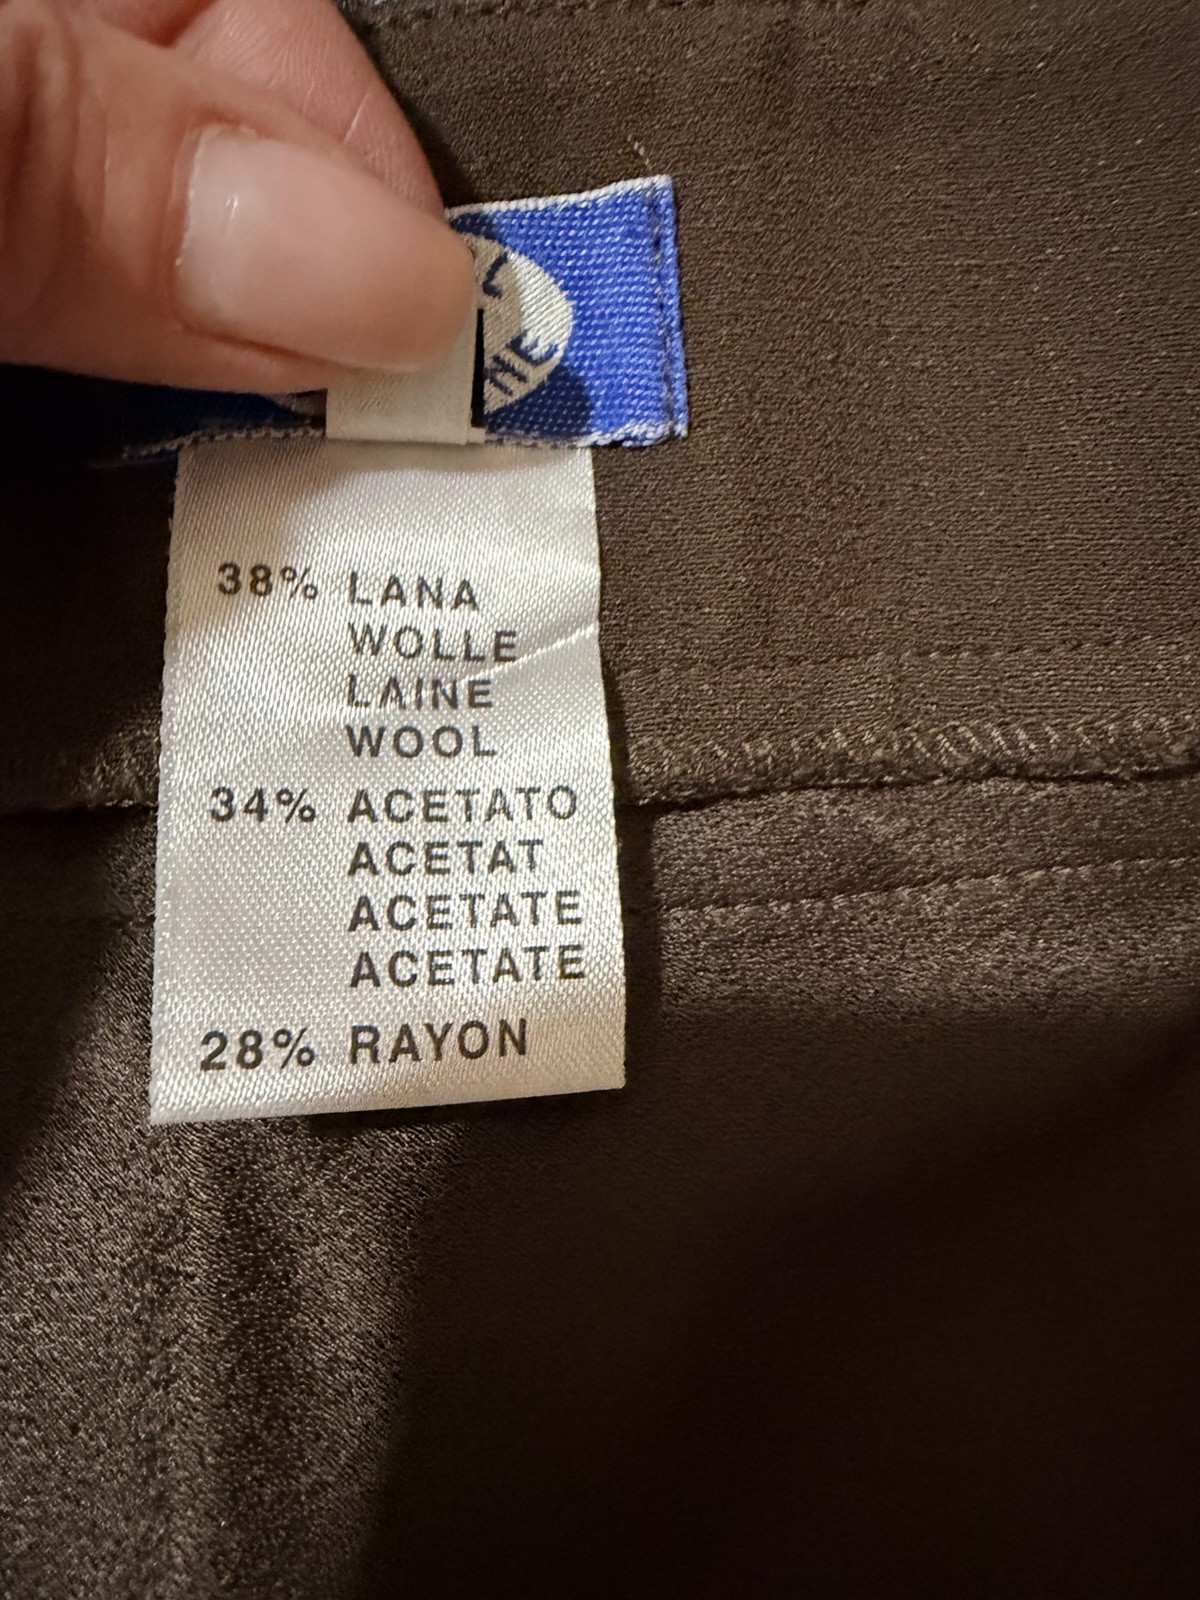 38% LANA
WOLLE
LAINE
WOOL
34% ACETATO
ACETAT
ACETATE
ACETATE
28% RAYON